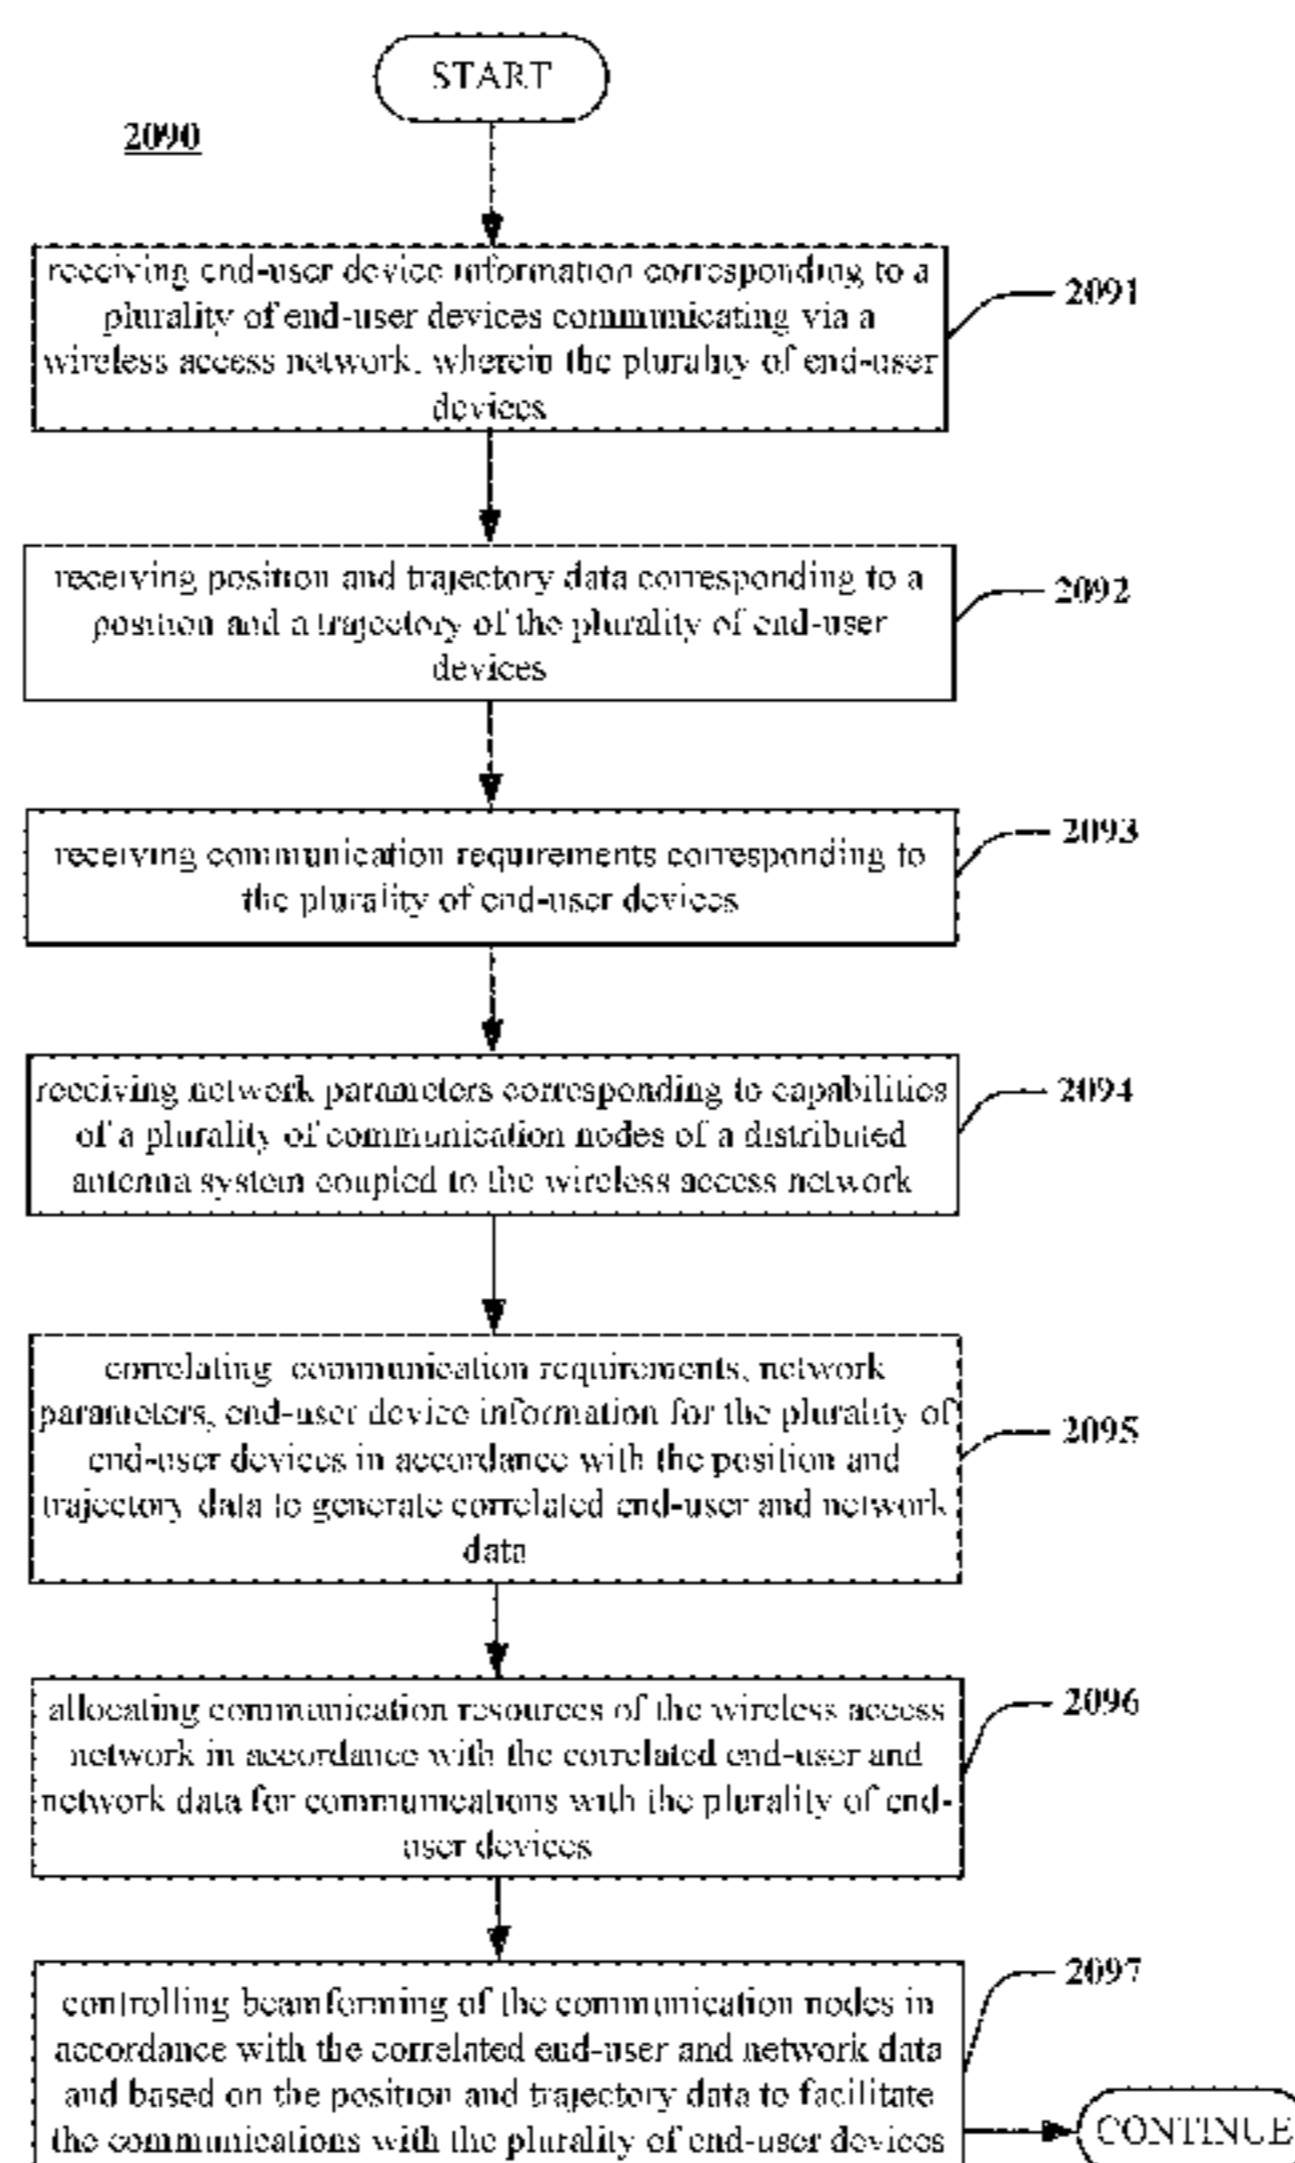 START
2090
receiving end-user device information corresponding to a
plurality of end-user devices communicating via a
wireless access network, wherein the plurality of end-user
devices
2091
receiving position and trajectory data corresponding to a
position and a trajectory of the plurality of end-user
devices
2092
receiving communication requirements corresponding to
the plurality of end-user devices
2093
receiving network parameters corresponding to capabilities
of a plurality of communication nodes of a distributed
antenna system coupled to the wireless access network
2094
correlating communication requirements, network
parameters, end-user device information for the plurality of
end-user devices in accordance with the position and
trajectory data to generate correlated end-user and network
data
2095
allocating communication resources of the wireless access
network in accordance with the correlated end-user and
network data for communications with the plurality of end-
user devices
2096
controlling beamforming of the communication nodes in
accordance with the correlated end-user and network data
and based on the position and trajectory data to facilitate
the communications with the plurality of end-user devices
2097
CONTINUE